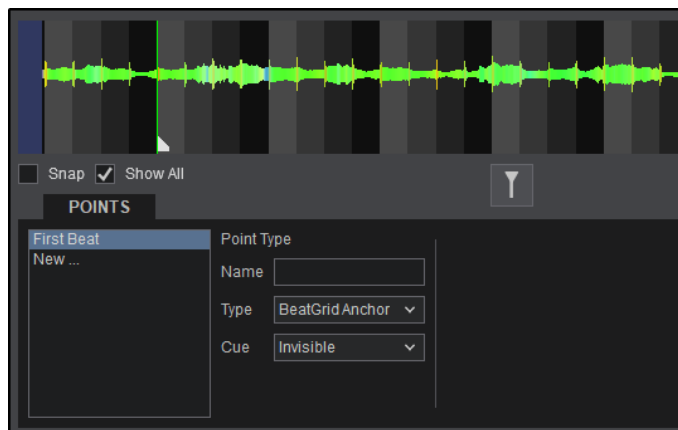 Snap Show All
POINTS
First Beat
New ...
Point Type
Name
Type BeatGrid Anchor
Cue Invisible